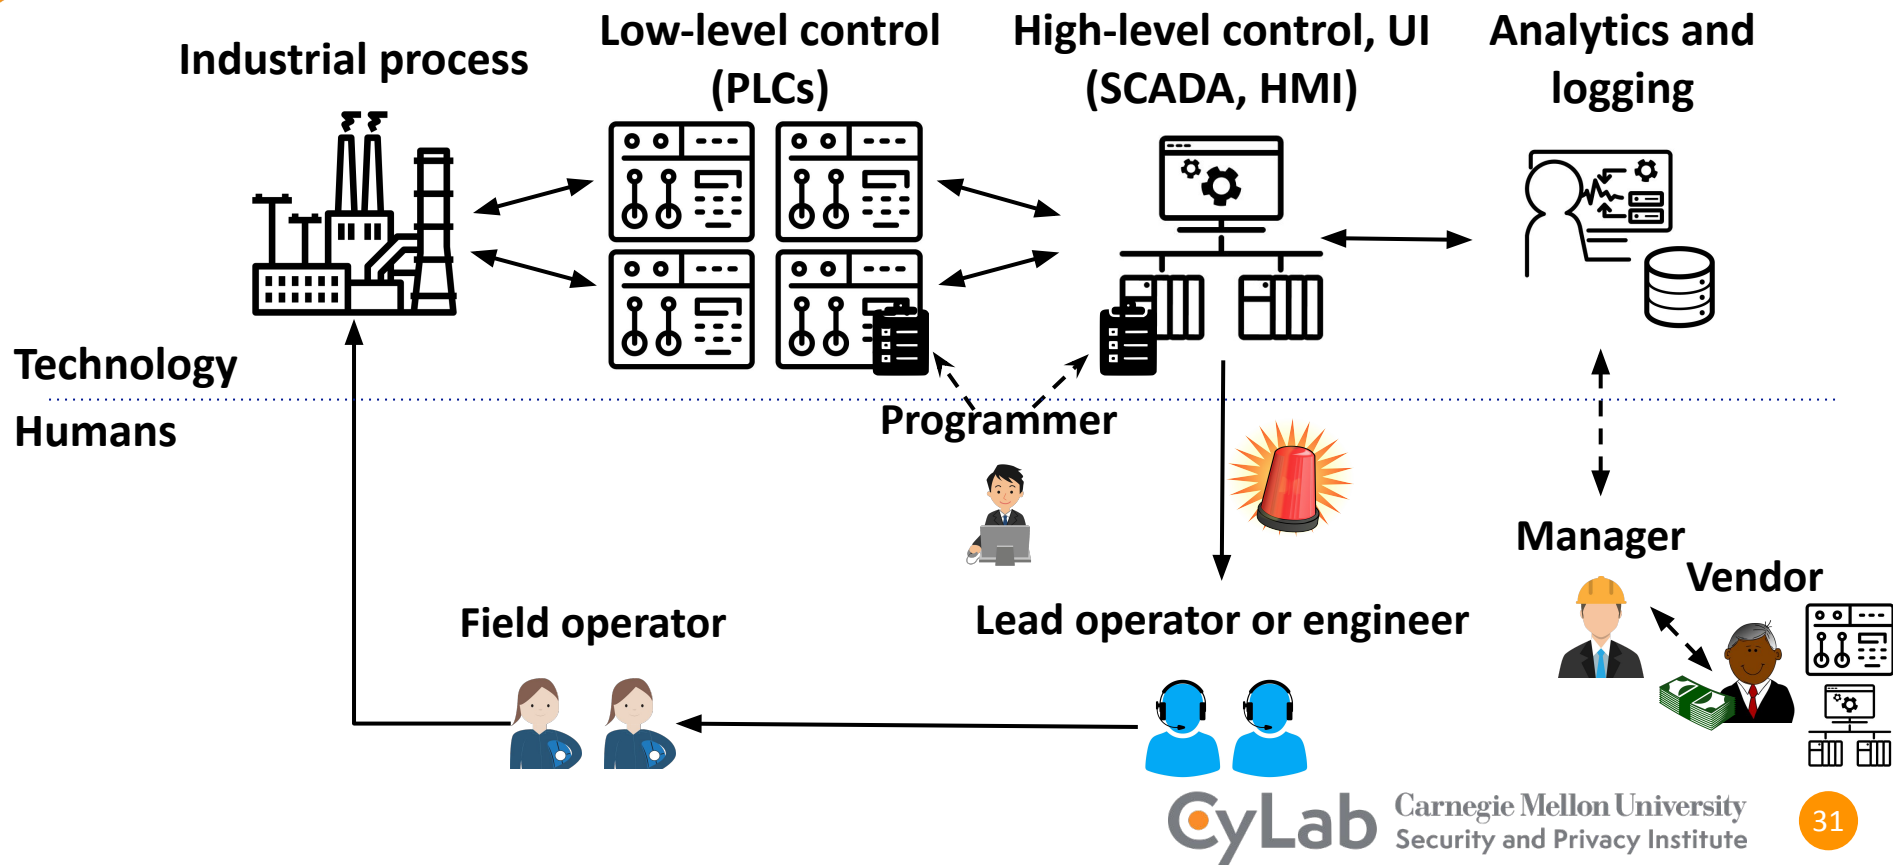 Industrial process
Low-level control
(PLCs)
High-level control, UI
(SCADA, HMI)
Analytics and
logging
Technology
Humans
Programmer
Manager
Vendor
Field operator
Lead operator or engineer
CyLab
Carnegie Mellon University
Security and Privacy Institute
31